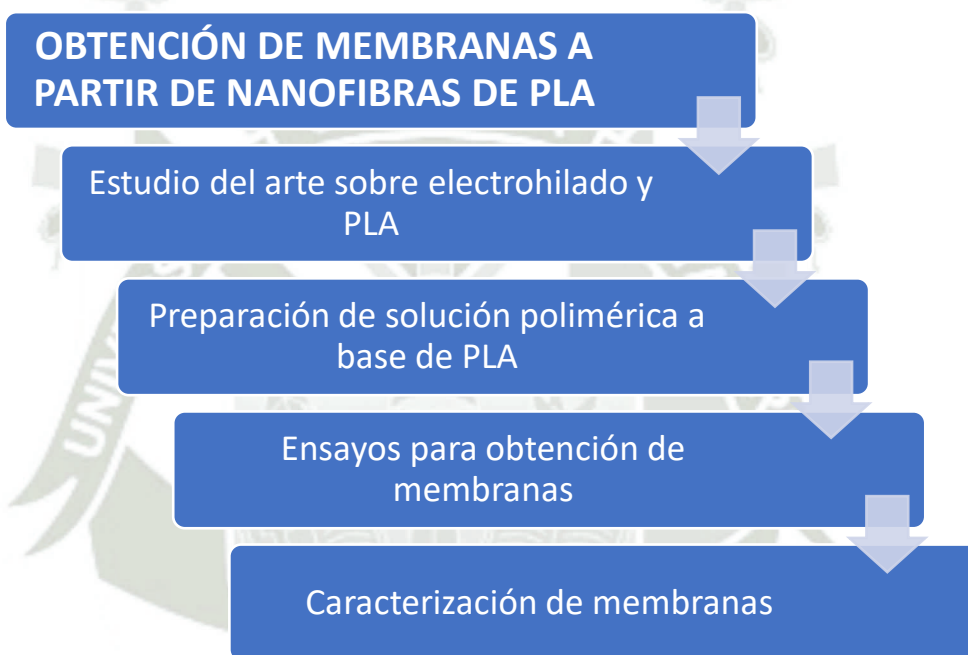 OBTENCIÓN DE MEMBRANAS A
PARTIR DE NANOFIBRAS DE PLA
Estudio del arte sobre electrohilado y
PLA
Preparación de solución polimérica a
base de PLA
Ensayos para obtención de
membranas
Caracterización de membranas